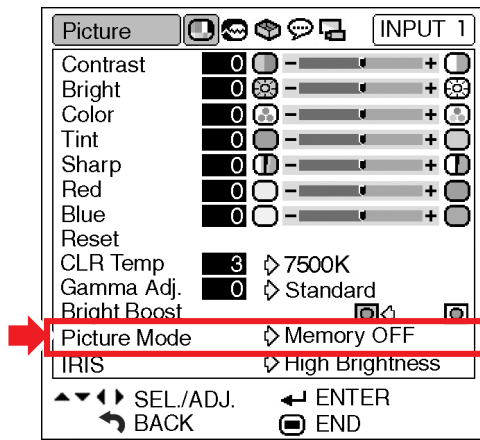 Picture INPUT 1
Contrast 0 - +
Bright 0 - +
Color 0 - +
Tint 0 - +
Sharp 0 - +
Red 0 - +
Blue 0 - +
Reset
CLR Temp 3 7500K
Gamma Adj. 0 Standard
Bright Boost
Picture Mode Memory OFF
IRIS High Brightness
SEL./ADJ. ENTER
BACK END